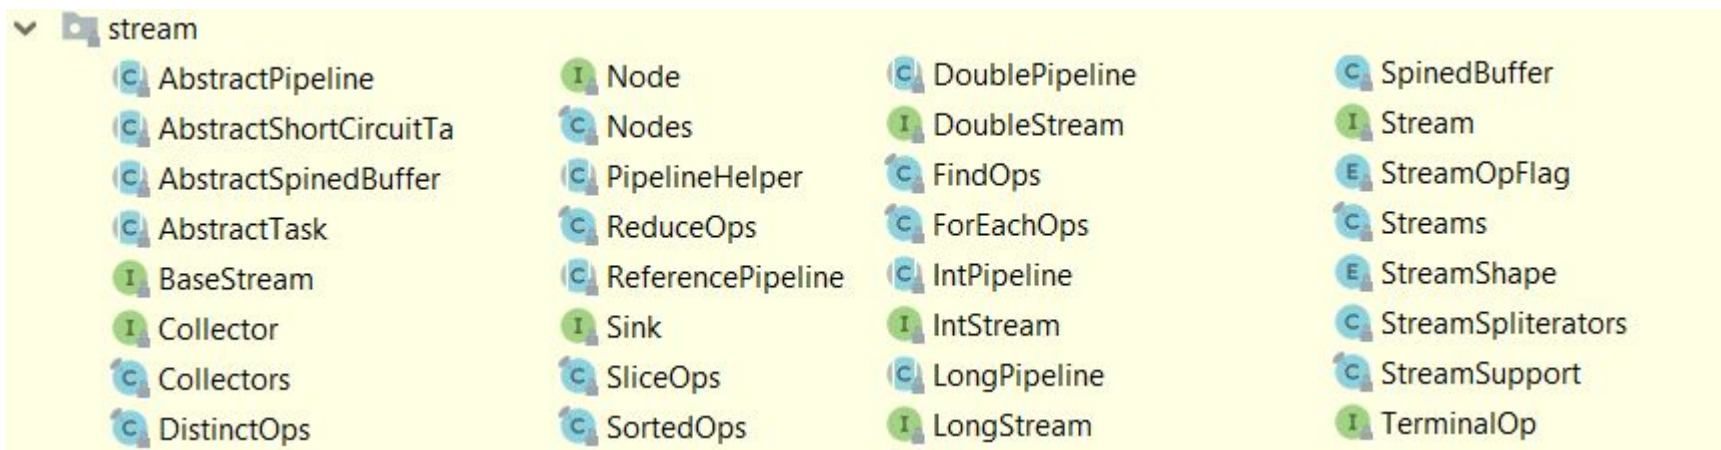 stream
AbstractPipeline
AbstractShortCircuitTa
AbstractSpinedBuffer
AbstractTask
BaseStream
Collector
Collectors
DistinctOps
Node
Nodes
PipelineHelper
ReduceOps
ReferencePipeline
Sink
SliceOps
SortedOps
DoublePipeline
DoubleStream
FindOps
ForEachOps
IntPipeline
IntStream
LongPipeline
LongStream
SpinedBuffer
Stream
StreamOpFlag
Streams
StreamShape
StreamSpliterators
StreamSupport
TerminalOp